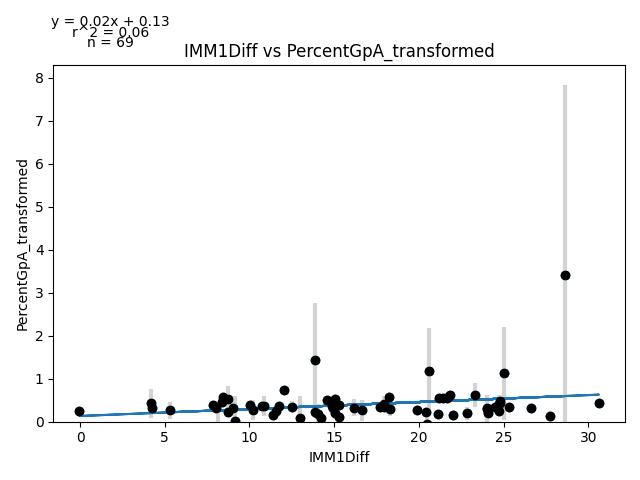 y = 0.02x + 0.13
r^2 = 0.06
n = 69
IMM1Diff vs PercentGpA_transformed
PercentGpA_transformed
8
7
6
5
4
3
2
1
0
0 5 10 15 20 25 30
IMM1Diff